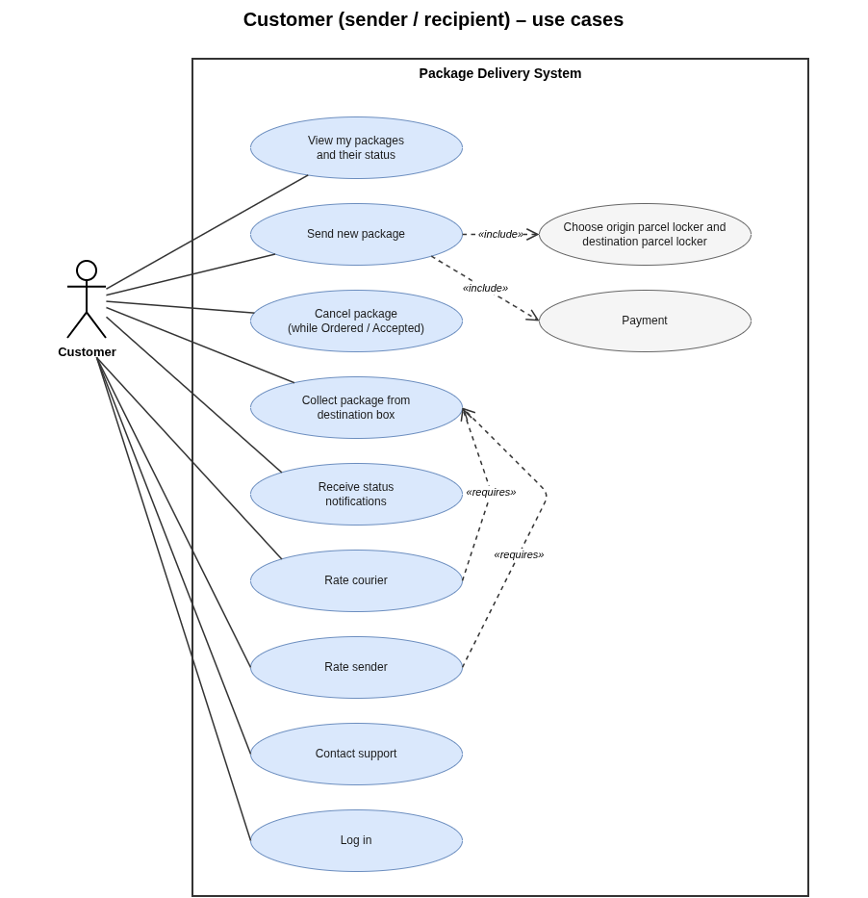 Customer (sender / recipient) – use cases
Package Delivery System
View my packages
and their status
Send new package
«include»
Choose origin parcel locker and
destination parcel locker
«include»
Cancel package
(while Ordered / Accepted)
Payment
Customer
Collect package from
destination box
Receive status
notifications
«requires»
«requires»
Rate courier
Rate sender
Contact support
Log in